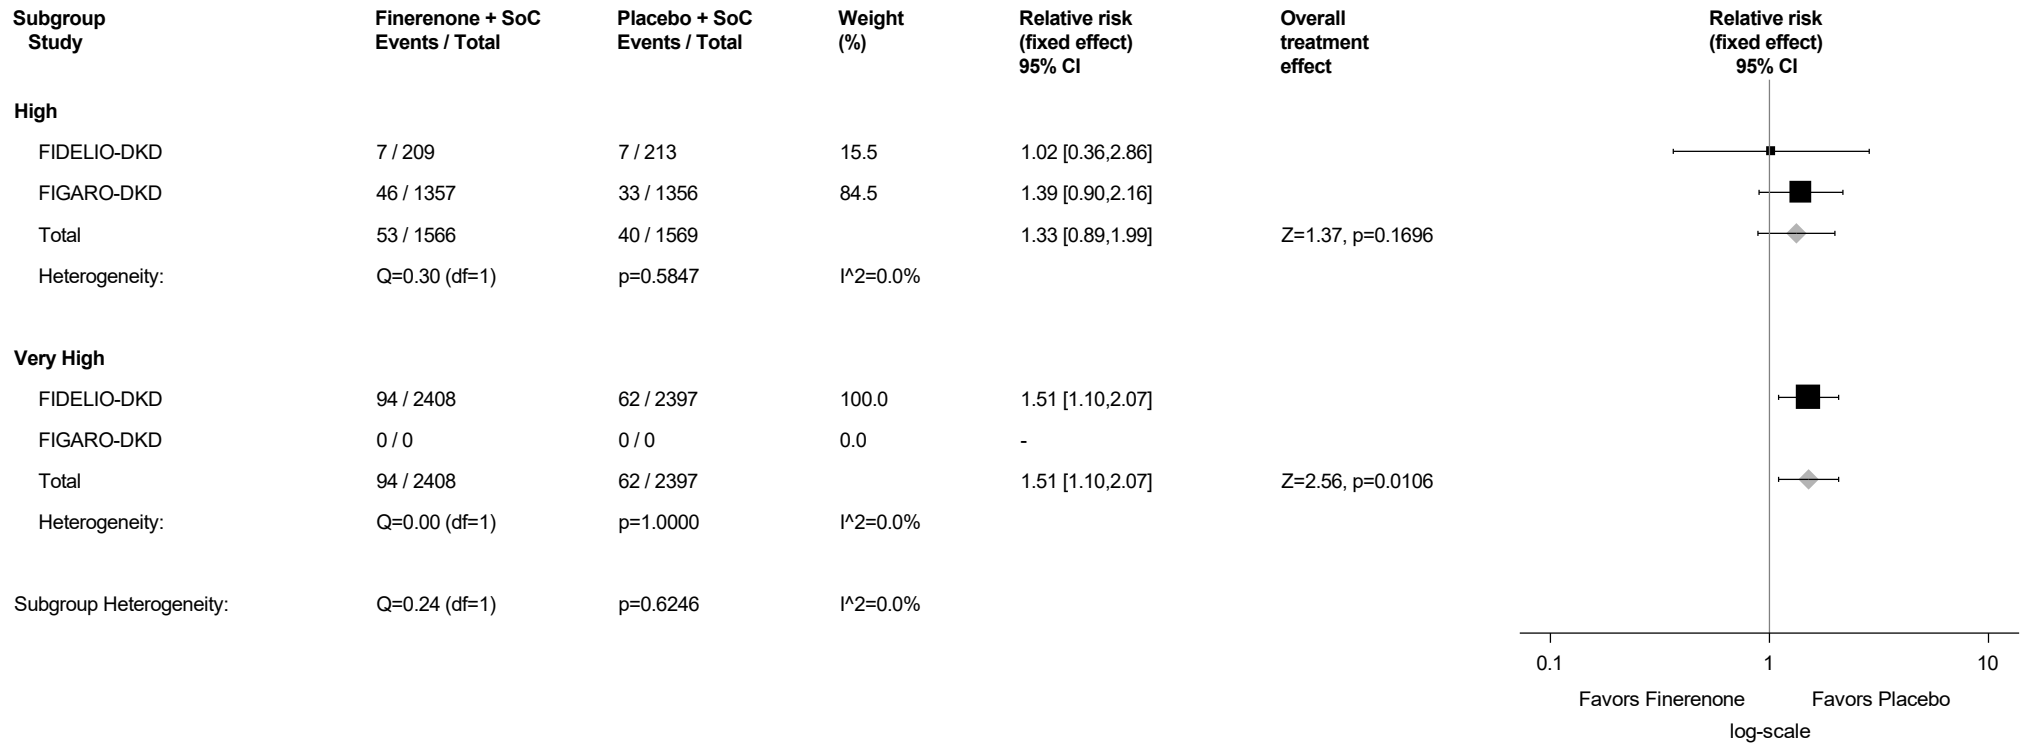 Subgroup Finerenone + SoC Placebo + SoC Weight Relative risk Overall Relative risk
Study Events / Total Events / Total (%) (fixed effect) treatment (fixed effect)
95% CI effect 95% CI
High
FIDELIO-DKD 7 / 209 7 / 213 15.5 1.02 [0.36,2.86]
FIGARO-DKD 46 / 1357 33 / 1356 84.5 1.39 [0.90,2.16]
Total 53 / 1566 40 / 1569 1.33 [0.89,1.99] Z=1.37, p=0.1696
Heterogeneity: Q=0.30 (df=1) p=0.5847 I^2=0.0%
Very High
FIDELIO-DKD 94 / 2408 62 / 2397 100.0 1.51 [1.10,2.07]
FIGARO-DKD 0 / 0 0 / 0 0.0 -
Total 94 / 2408 62 / 2397 1.51 [1.10,2.07] Z=2.56, p=0.0106
Heterogeneity: Q=0.00 (df=1) p=1.0000 I^2=0.0%
Subgroup Heterogeneity: Q=0.24 (df=1) p=0.6246 I^2=0.0%
0.1 1 10
Favors Finerenone Favors Placebo
log-scale